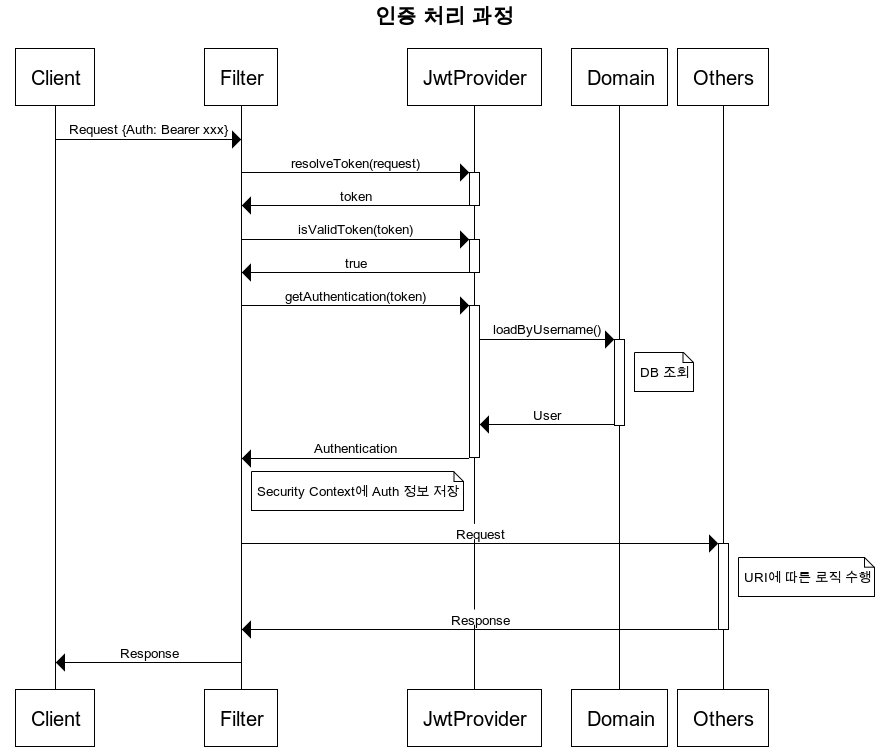 인증 처리 과정
Client
Filter
JwtProvider
Domain
Others
Request {Auth: Bearer xxx}
resolveToken(request)
token
isValidToken(token)
true
getAuthentication(token)
loadByUsername()
DB 조회
User
Authentication
Security Context에 Auth 정보 저장
Request
URI에 따른 로직 수행
Response
Response
Client
Filter
JwtProvider
Domain
Others